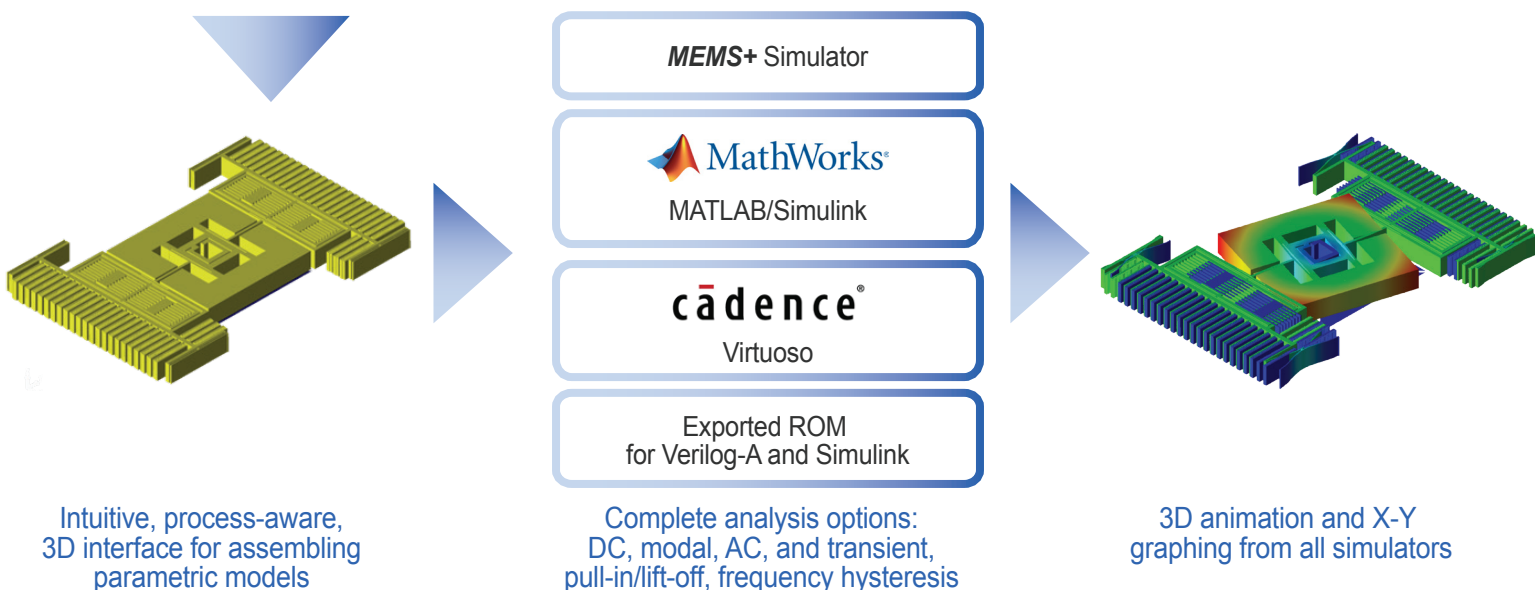 MEMS+ Simulator
MathWorks®
MATLAB/Simulink
cādence®
Virtuoso
Exported ROM
for Verilog-A and Simulink
Intuitive, process-aware,
3D interface for assembling
parametric models
Complete analysis options:
DC, modal, AC, and transient,
pull-in/lift-off, frequency hysteresis
3D animation and X-Y
graphing from all simulators